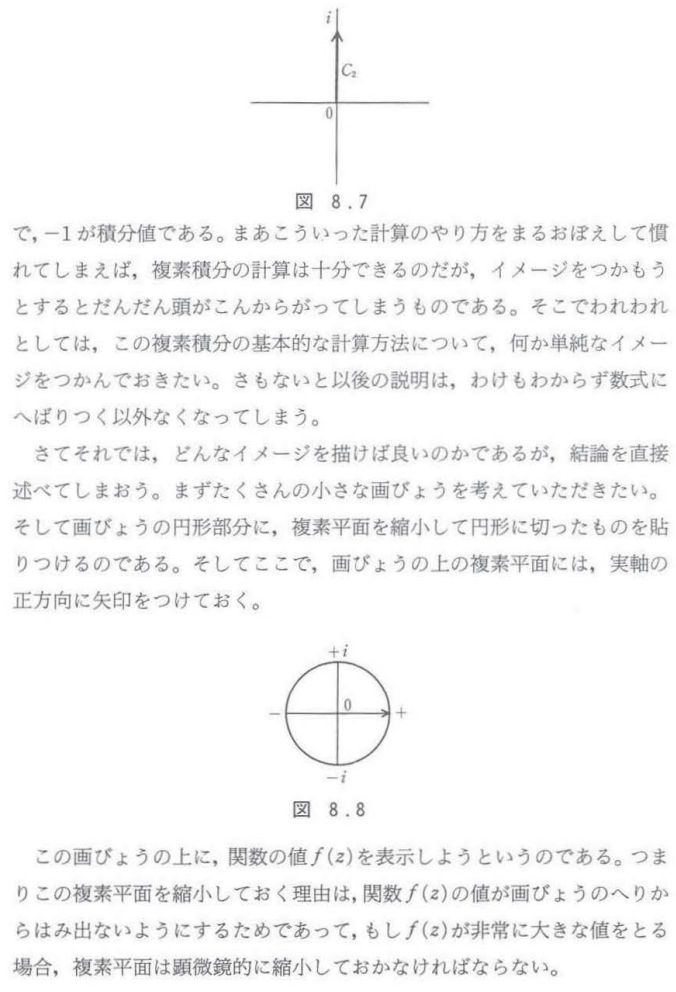 i
C₂
0
図 8.7
で，−1が積分値である。まあこういった計算のやり方をまるおぼえして慣
れてしまえば，複素積分の計算は十分できるのだが，イメージをつかもう
とするとだんだん頭がこんからがってしまうものである。そこでわれわれ
としては，この複素積分の基本的な計算方法について，何か単純なイメー
ジをつかんでおきたい。さもないと以後の説明は，わけもわからず数式に
へばりつく以外なくなってしまう。
さてそれでは，どんなイメージを描けば良いのかであるが，結論を直接
述べてしまおう。まずたくさんの小さな画びょうを考えていただきたい。
そして画びょうの円形部分に，複素平面を縮小して円形に切ったものを貼
りつけるのである。そしてここで，画びょうの上の複素平面には，実軸の
正方向に矢印をつけておく。
+i
0
− +
−i
図 8.8
この画びょうの上に，関数の値f(z)を表示しようというのである。つま
りこの複素平面を縮小しておく理由は，関数f(z)の値が画びょうのへりか
らはみ出ないようにするためであって，もしf(z)が非常に大きな値をとる
場合，複素平面は顕微鏡的に縮小しておかなければならない。